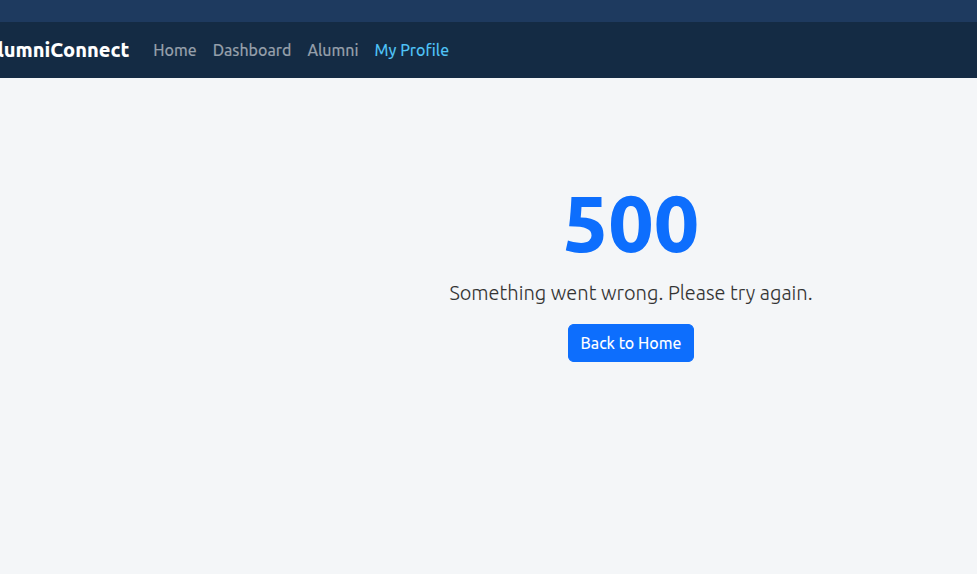 lumniConnect Home Dashboard Alumni My Profile
500
Something went wrong. Please try again.
Back to Home